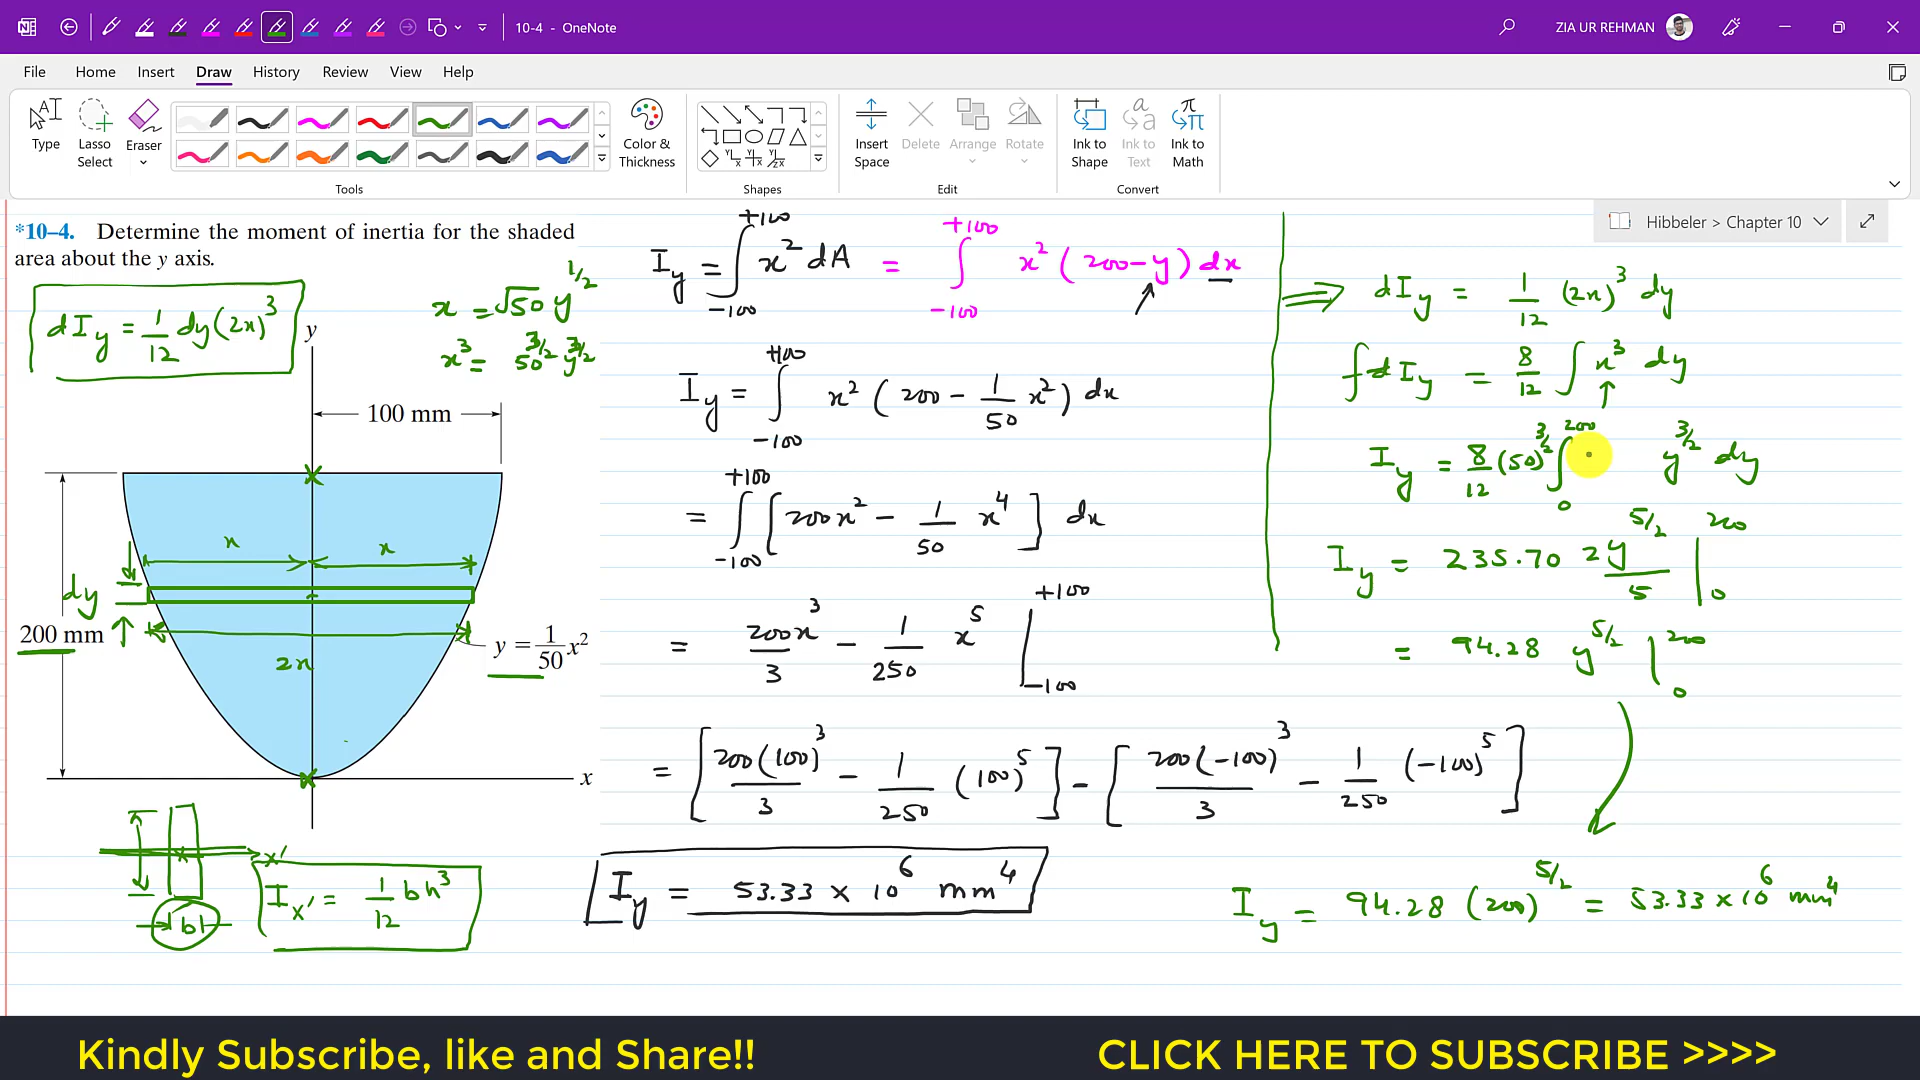 10-4 - OneNote
ZIA UR REHMAN
File Home Insert Draw History Review View Help
Type
Lasso Select
Eraser
Color & Thickness
Insert Space
Delete
Arrange
Rotate
Ink to Shape
Ink to Text
Ink to Math
Tools Shapes Edit Convert
Hibbeler > Chapter 10
*10–4. Determine the moment of inertia for the shaded
area about the y axis.
dI_y = 1/12 dy(2x)^3
x = √50 y^1/2
x^3 = 50^3/2 y^3/2
y
100 mm
x x
dy
200 mm
2x
y = 1/50 x²
x
x'
b
I_x' = 1/12 bh^3
I_y = ∫_-100^+100 x² dA = ∫_-100^+100 x² (200-y) dx
I_y = ∫_-100^+100 x² (200 - 1/50 x²) dx
= ∫_-100^+100 [200x² - 1/50 x^4] dx
= 200x^3/3 - 1/250 x^5 |_-100^+100
= [200(100)^3/3 - 1/250 (100)^5] - [200(-100)^3/3 - 1/250 (-100)^5]
I_y = 53.33 × 10^6 mm^4
⇒ dI_y = 1/12 (2x)^3 dy
∫dI_y = 8/12 ∫ x^3 dy
I_y = 8/12 (50)^3/2 ∫_0^200 y^3/2 dy
I_y = 235.70 2y^5/2/5 |_0^200
= 94.28 y^5/2 |_0^200
I_y = 94.28 (200)^5/2 = 53.33 × 10^6 mm^4
Kindly Subscribe, like and Share!!
CLICK HERE TO SUBSCRIBE >>>>